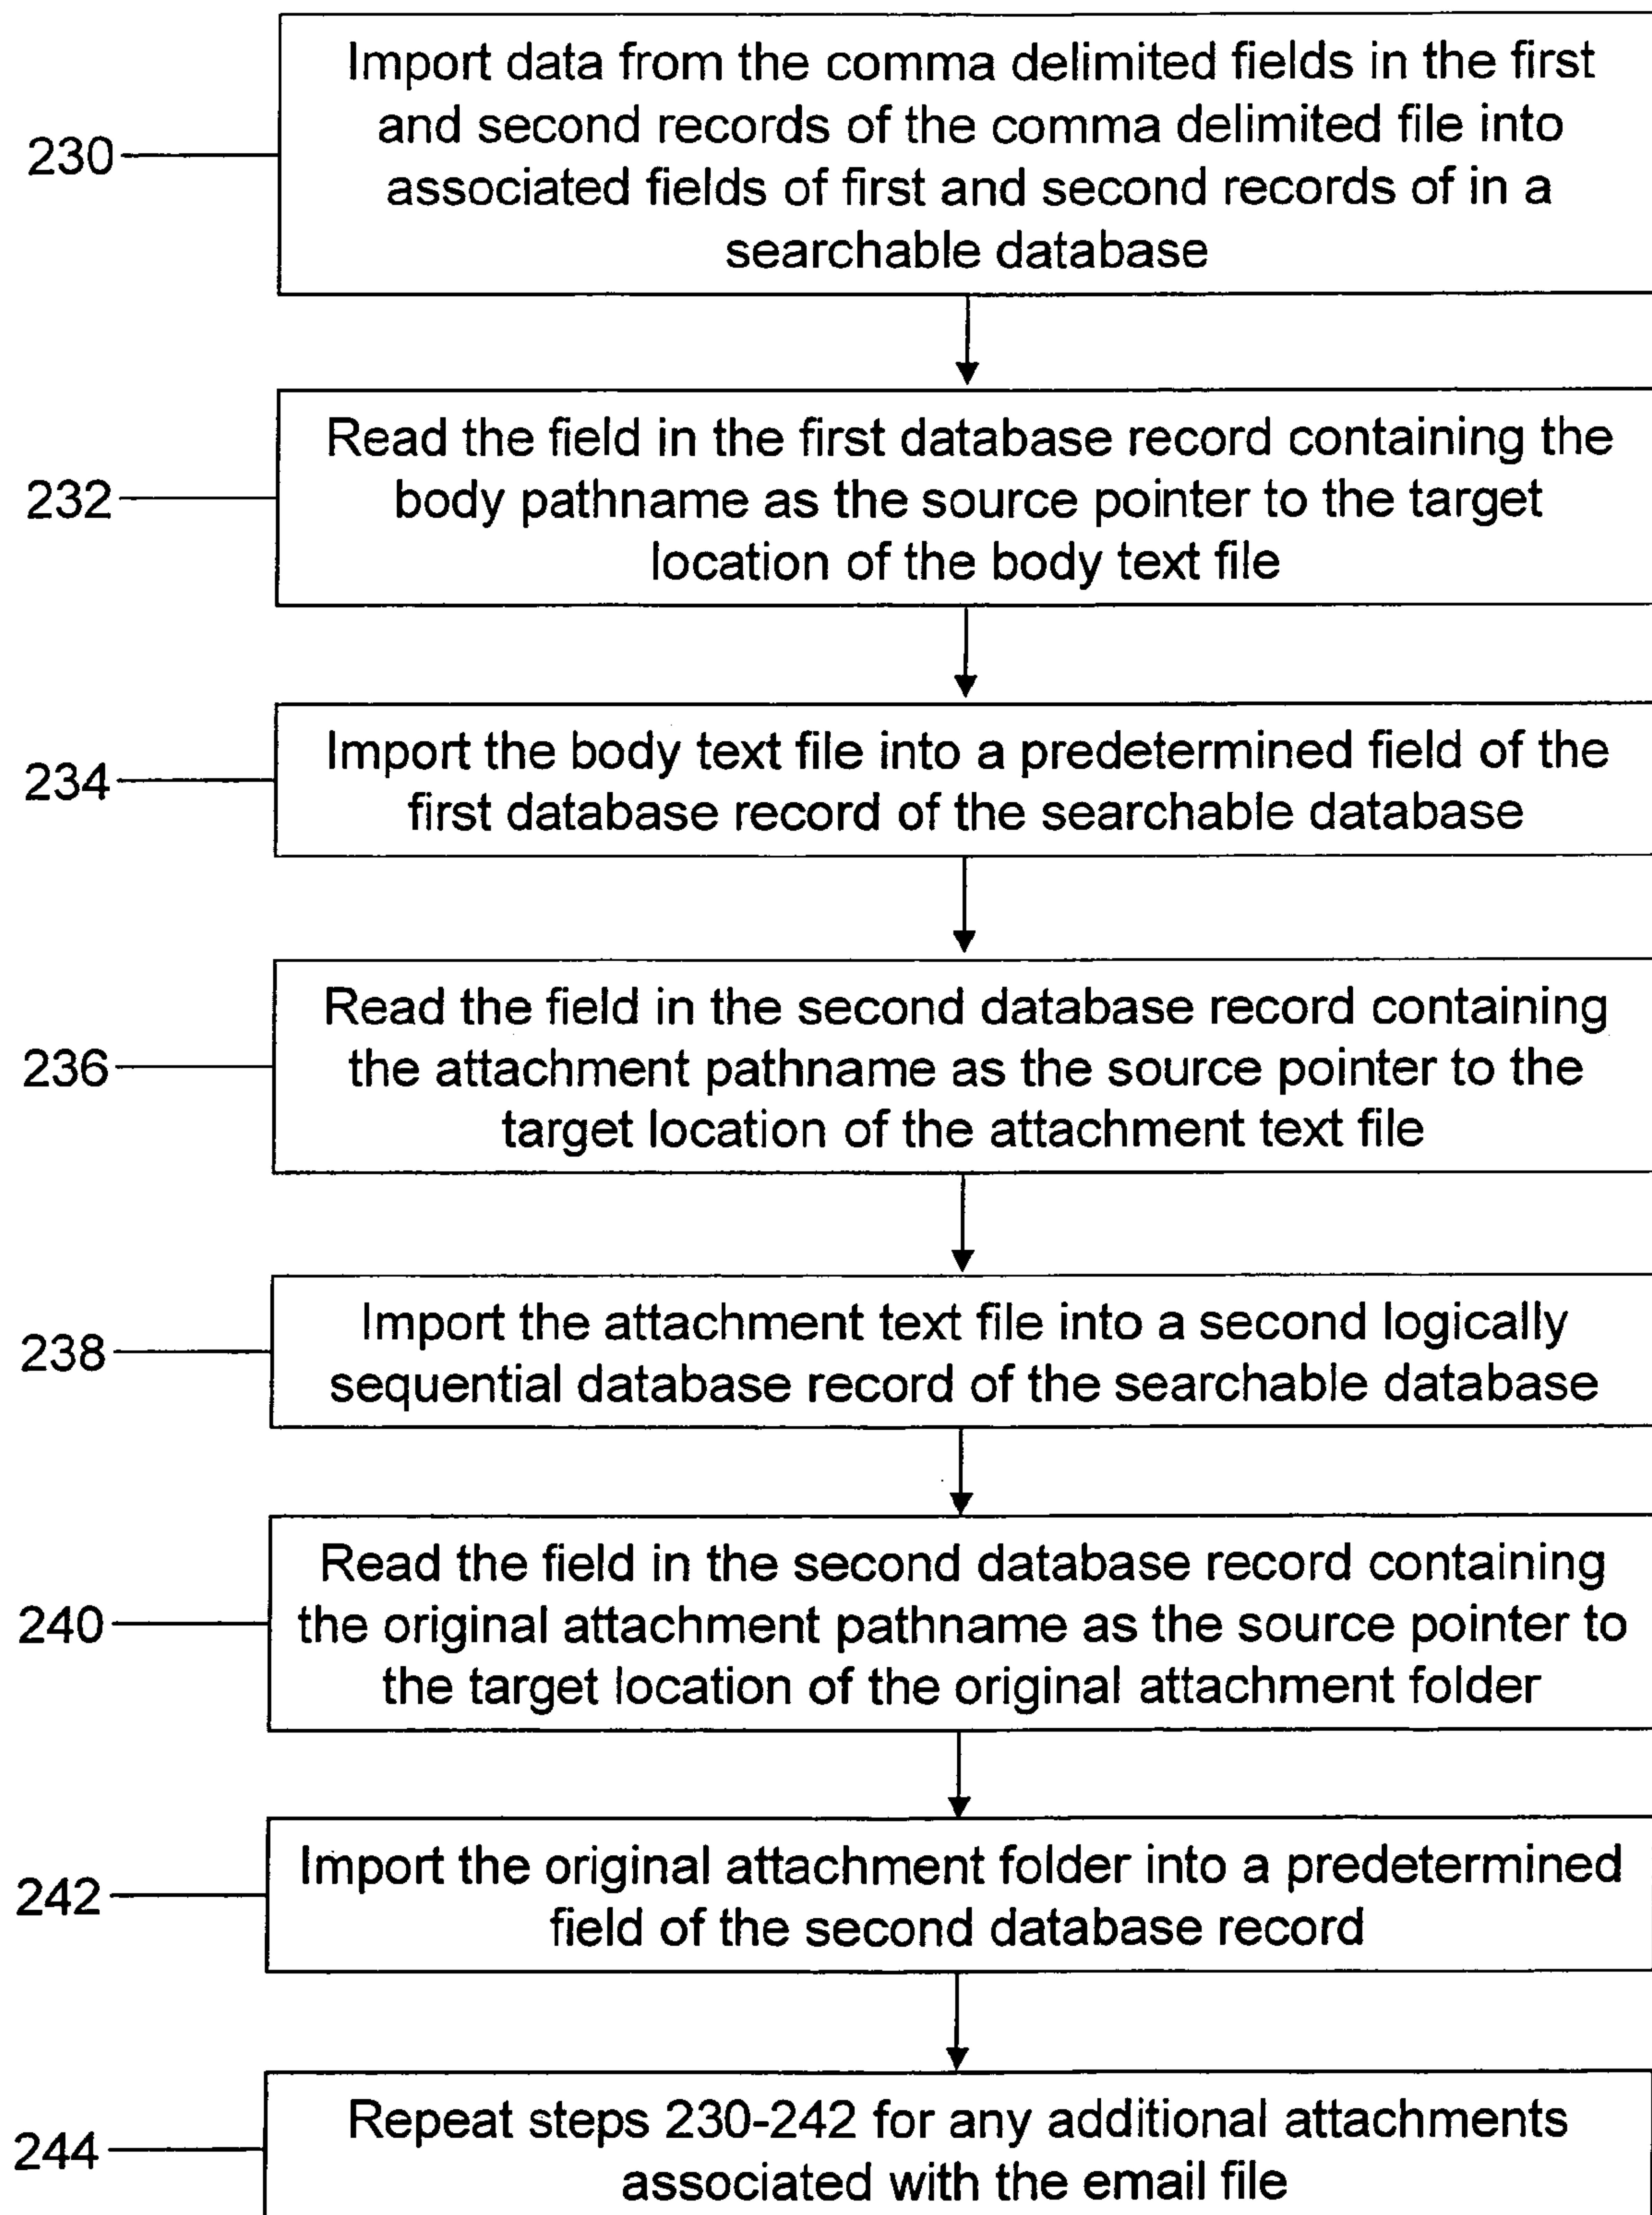 Import data from the comma delimited fields in the first
and second records of the comma delimited file into
230
associated fields of first and second records of in a
searchable database
Read the field in the first database record containing the
232
body pathname as the source pointer to the target
location of the body text file
Import the body text file into a predetermined field of the
234
first database record of the searchable database
Read the field in the second database record containing
236
the attachment pathname as the source pointer to the
target location of the attachment text file
Import the attachment text file into a second logically
238
sequential database record of the searchable database
Read the field in the second database record containing
240
the original attachment pathname as the source pointer to
the target location of the original attachment folder
Import the original attachment folder into a predetermined
242
field of the second database record
Repeat steps 230-242 for any additional attachments
244
associated with the email file